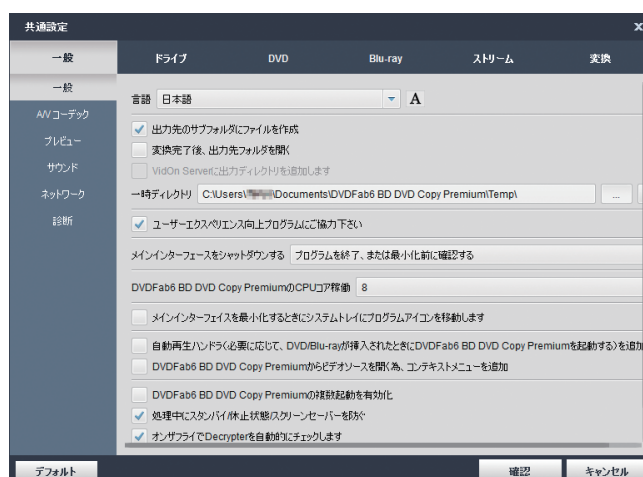 共通設定
x
一般 ドライブ DVD Blu-ray ストリーム 変換
一般
A/Vコーデック
プレビュー
サウンド
ネットワーク
診断
言語 日本語 A
出力先のサブフォルダにファイルを作成
変換完了後、出力先フォルダを開く
VidOn Serverに出力ディレクトリを追加します
一時ディレクトリ C:\Users\ \Documents\DVDFab6 BD DVD Copy Premium\Temp\ ...
ユーザーエクスペリエンス向上プログラムにご協力下さい
メインインターフェースをシャットダウンする プログラムを終了、または最小化前に確認する
DVDFab6 BD DVD Copy PremiumのCPUコア稼働 8
メインインターフェイスを最小化するときにシステムトレイにプログラムアイコンを移動します
自動再生ハンドラ(必要に応じて、DVD/Blu-rayが挿入されたときにDVDFab6 BD DVD Copy Premiumを起動する)を追加
DVDFab6 BD DVD Copy Premiumからビデオソースを開く為、コンテキストメニューを追加
DVDFab6 BD DVD Copy Premiumの複数起動を有効化
処理中にスタンバイ/休止状態/スクリーンセーバーを防ぐ
オンザフライでDecrypterを自動的にチェックします
デフォルト 確認 キャンセル